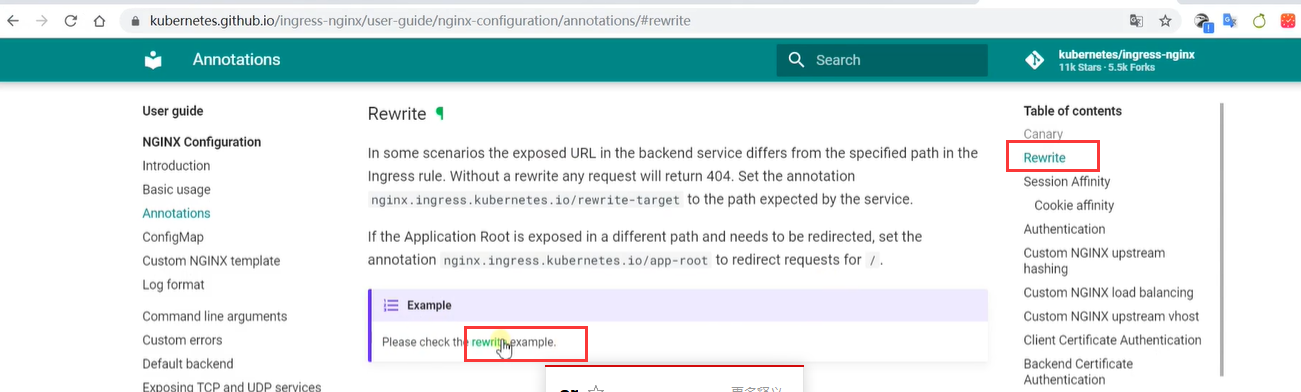 kubernetes.github.io/ingress-nginx/user-guide/nginx-configuration/annotations/#rewrite
Annotations
Search
kubernetes/ingress-nginx
11k Stars · 5.5k Forks
User guide
NGINX Configuration
Introduction
Basic usage
Annotations
ConfigMap
Custom NGINX template
Log format
Command line arguments
Custom errors
Default backend
Exposing TCP and UDP services
Rewrite ¶
In some scenarios the exposed URL in the backend service differs from the specified path in the
Ingress rule. Without a rewrite any request will return 404. Set the annotation
nginx.ingress.kubernetes.io/rewrite-target to the path expected by the service.
If the Application Root is exposed in a different path and needs to be redirected, set the
annotation nginx.ingress.kubernetes.io/app-root to redirect requests for / .
Example
Please check the rewrite example.
Table of contents
Canary
Rewrite
Session Affinity
Cookie affinity
Authentication
Custom NGINX upstream
hashing
Custom NGINX load balancing
Custom NGINX upstream vhost
Client Certificate Authentication
Backend Certificate
Authentication